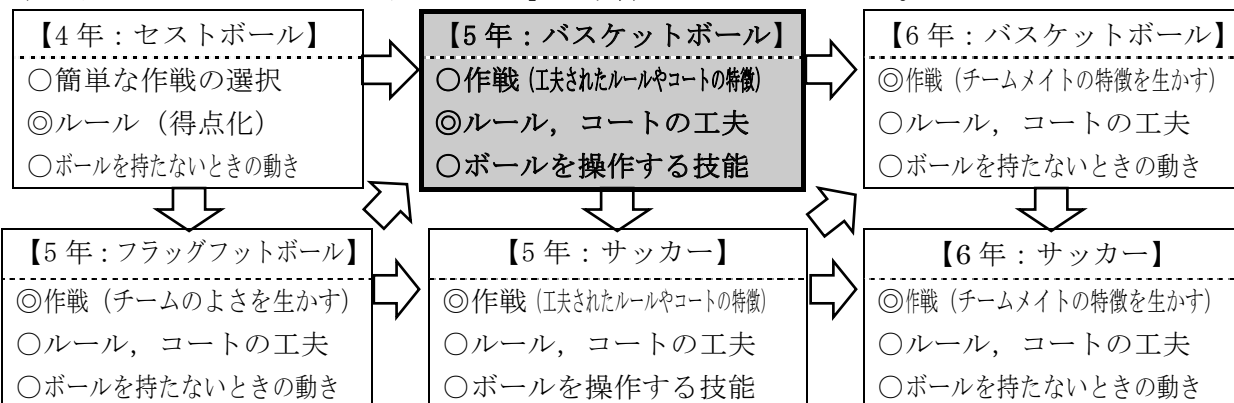 【4年：セストボール】
○簡単な作戦の選択
◎ルール（得点化）
○ボールを持たないときの動き
【5年：バスケットボール】
○作戦（工夫されたルールやコートの特徴）
◎ルール，コートの工夫
○ボールを操作する技能
【6年：バスケットボール】
◎作戦（チームメイトの特徴を生かす）
○ルール，コートの工夫
○ボールを持たないときの動き
【5年：フラッグフットボール】
◎作戦（チームのよさを生かす）
○ルール，コートの工夫
○ボールを持たないときの動き
【5年：サッカー】
◎作戦（工夫されたルールやコートの特徴）
○ルール，コートの工夫
○ボールを操作する技能
【6年：サッカー】
◎作戦（チームメイトの特徴を生かす）
○ルール，コートの工夫
○ボールを持たないときの動き